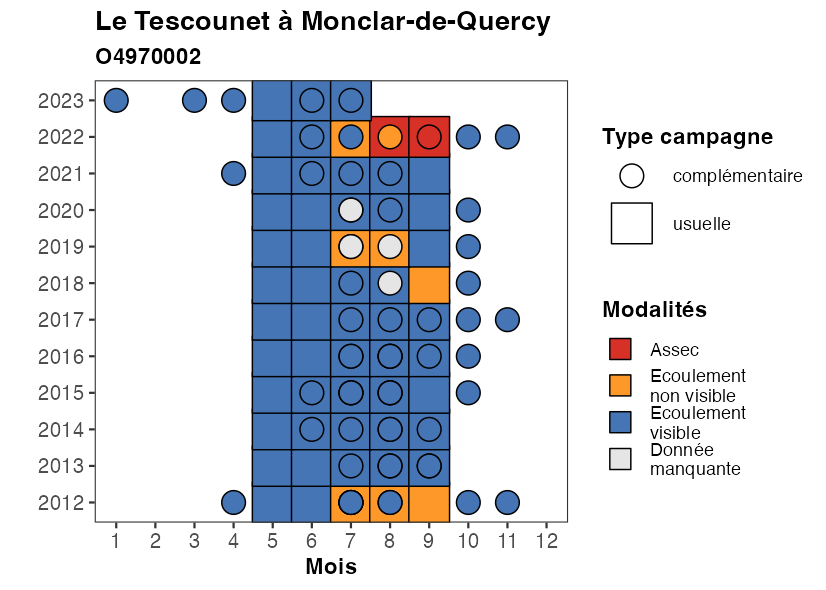 Le Tescounet à Monclar-de-Quercy
O4970002
2023
2022
2021
2020
2019
2018
2017
2016
2015
2014
2013
2012
1 2 3 4 5 6 7 8 9 10 11 12
Mois
Type campagne
complémentaire
usuelle
Modalités
Assec
Ecoulement
non visible
Ecoulement
visible
Donnée
manquante